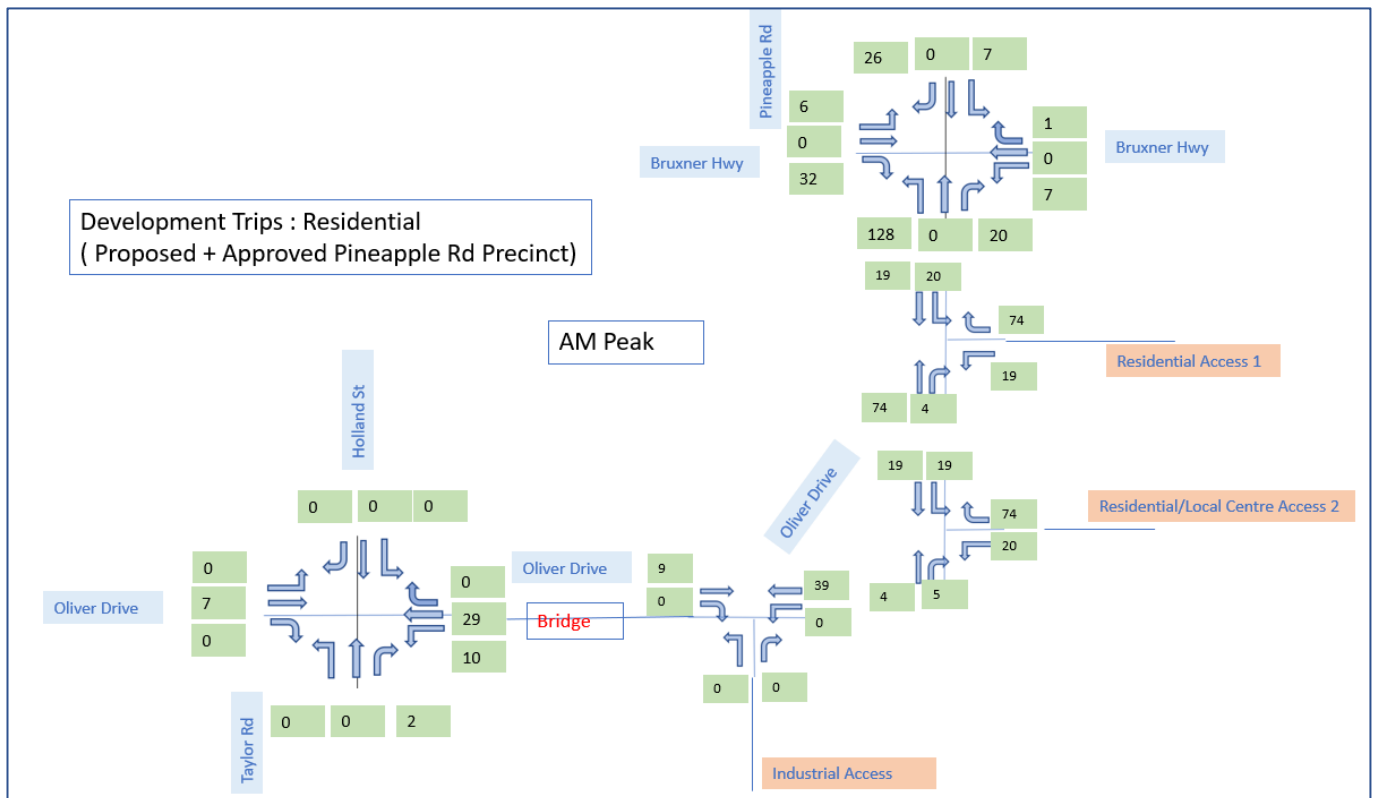 Pineapple Rd
26 0 7
6
0
32
Bruxner Hwy
1
0
7
Bruxner Hwy
128 0 20
Development Trips : Residential
( Proposed + Approved Pineapple Rd Precinct)
AM Peak
19 20
74
19
Residential Access 1
74 4
Oliver Drive
19 19
74
20
Residential/Local Centre Access 2
4 5
Holland St
0 0 0
0
7
0
Oliver Drive
0
29
10
Oliver Drive
Bridge
9
0
39
0
0 0
Taylor Rd
0 0 2
Industrial Access